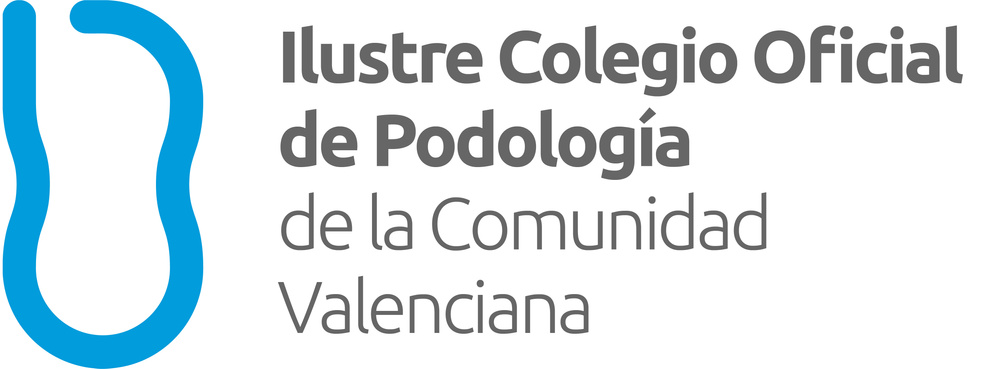 Ilustre Colegio Oficial
de Podología
de la Comunidad
Valenciana